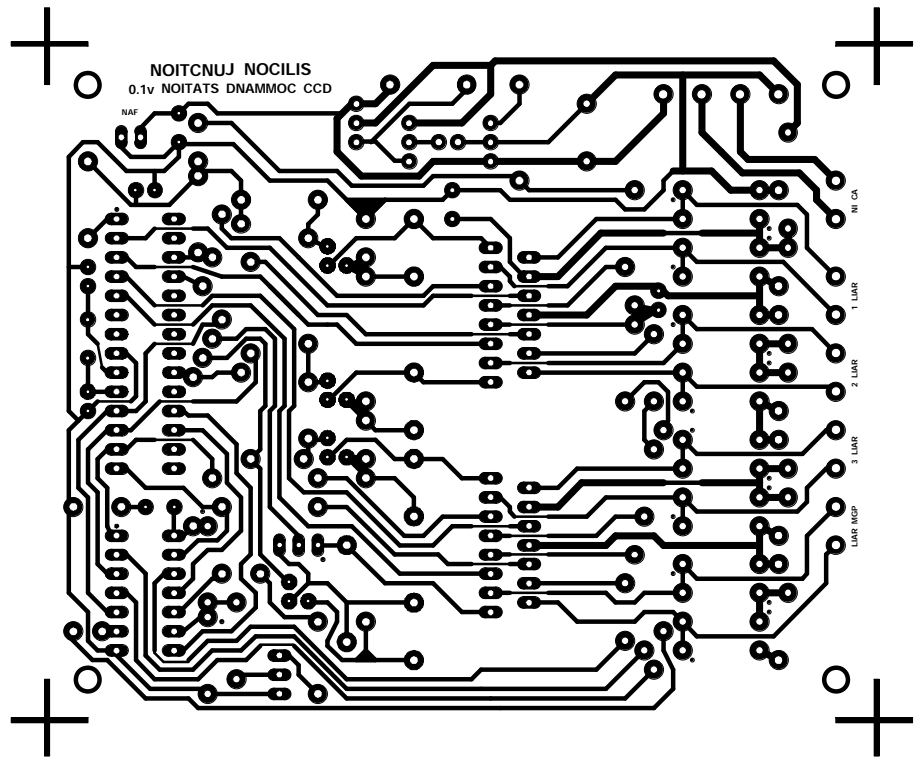 NOITCNUJ NOCILIS
0.1v NOITATS DNAMMOC CCD
NAF
NI CA
1 LIAR
2 LIAR
3 LIAR
LIAR MGP